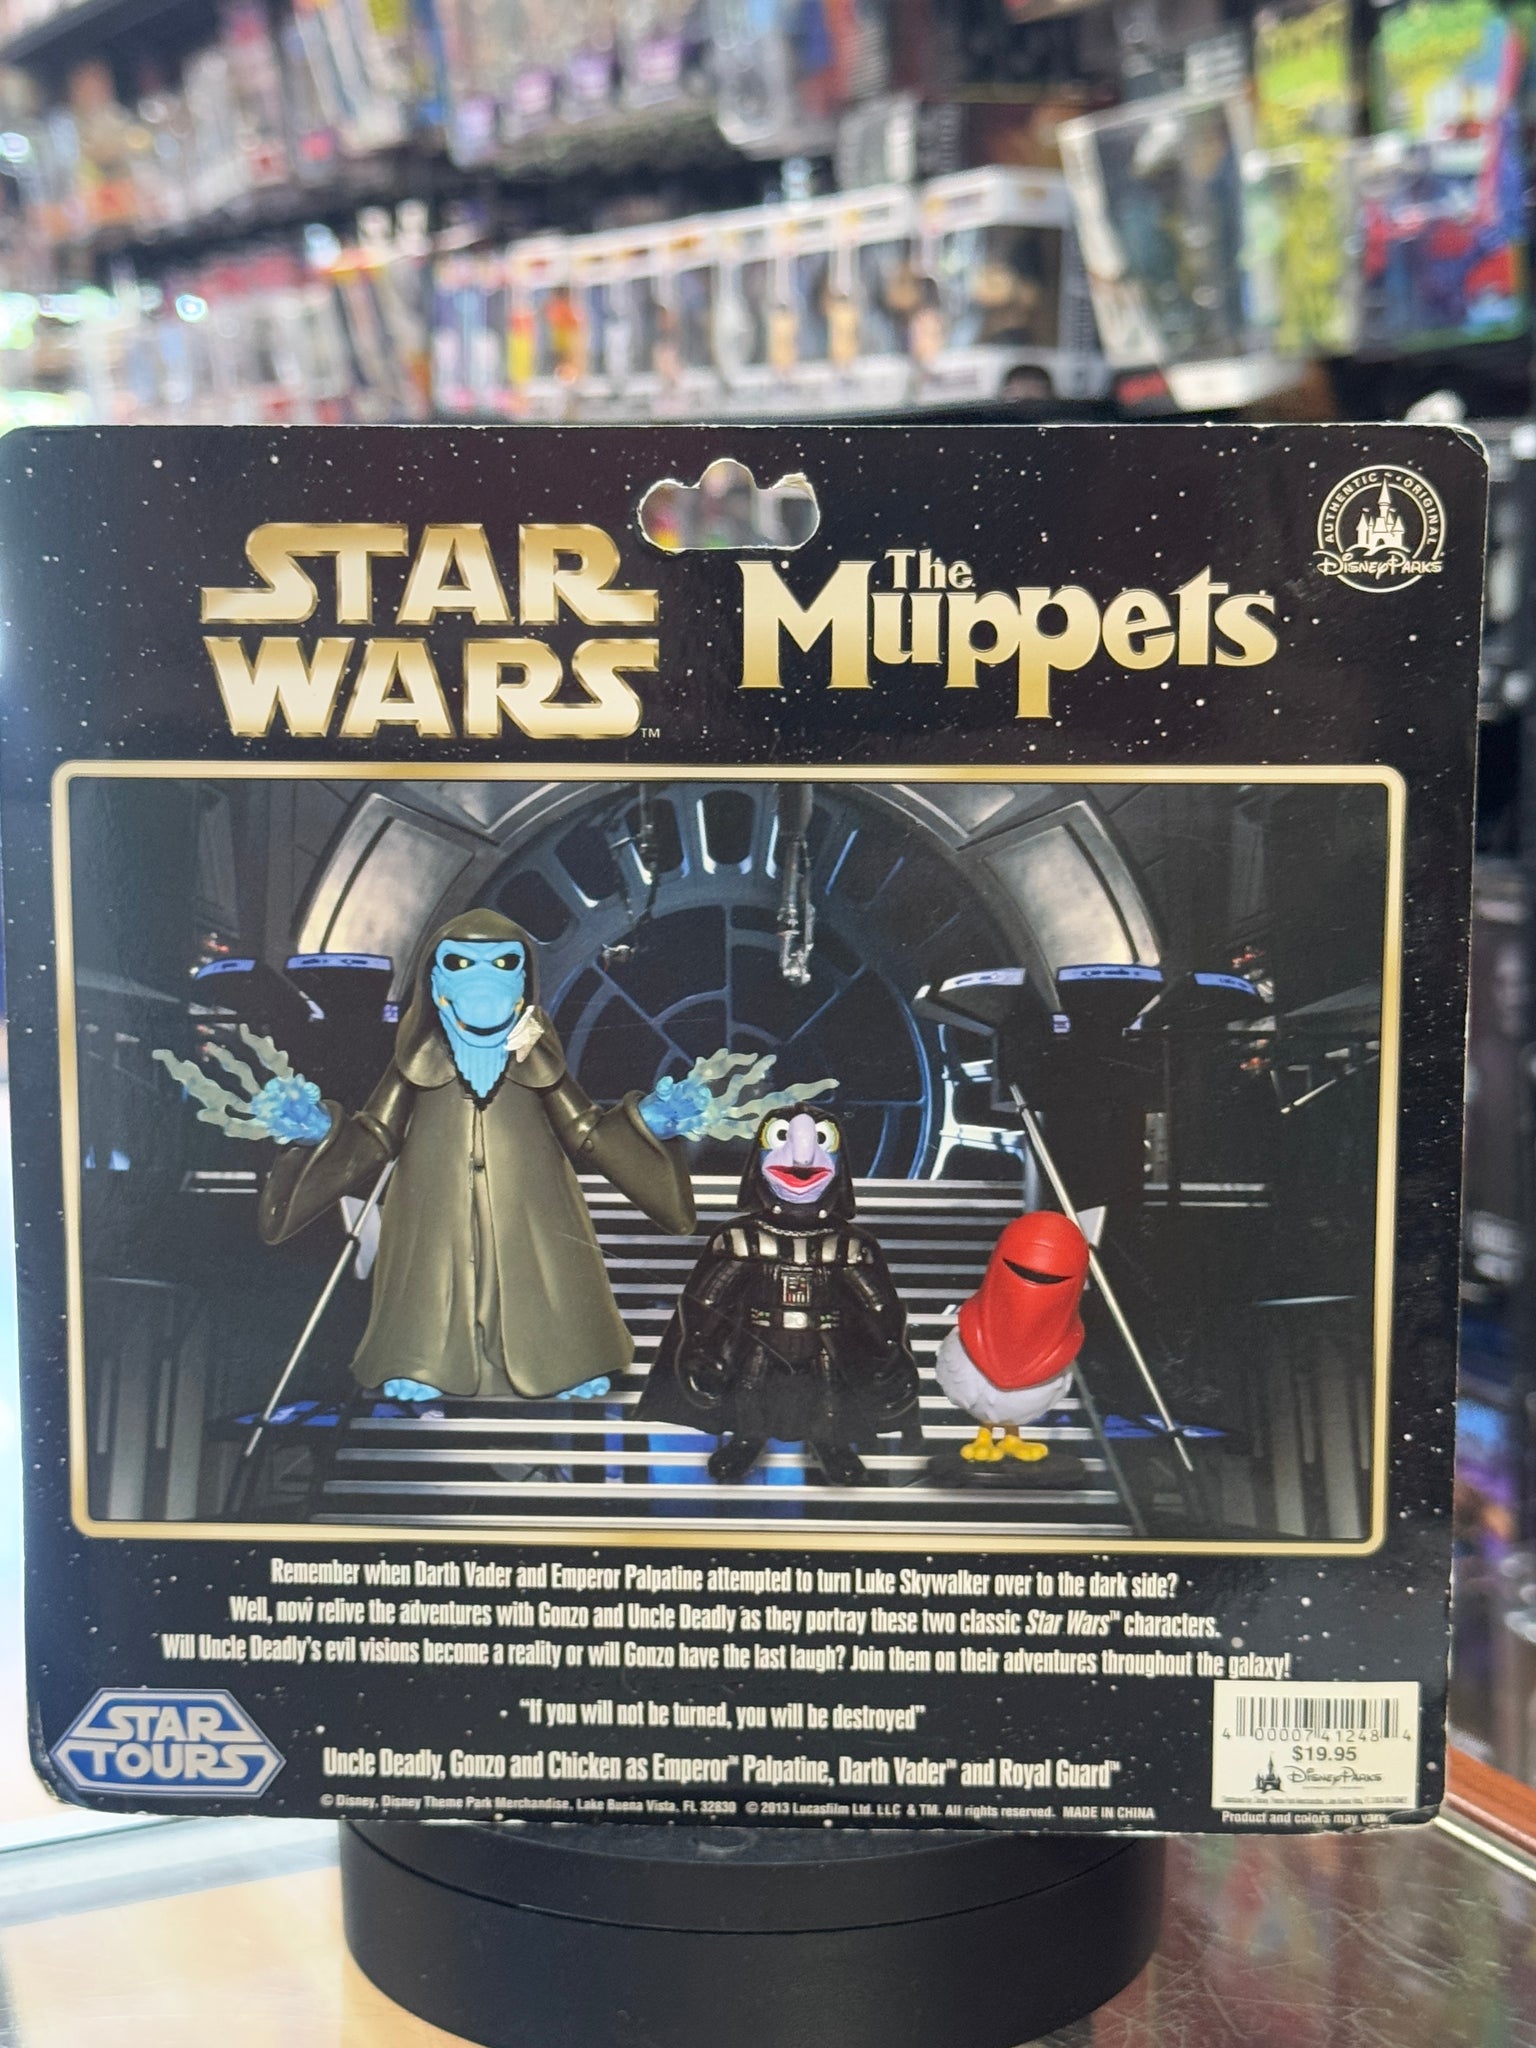 STAR
WARS™
The
Muppets
AUTHENTIC • ORIGINAL
Disney Parks
Remember when Darth Vader and Emperor Palpatine attempted to turn Luke Skywalker over to the dark side?
Well, now relive the adventures with Gonzo and Uncle Deadly as they portray these two classic Star Wars™ characters.
Will Uncle Deadly's evil visions become a reality or will Gonzo have the last laugh? Join them on their adventures throughout the galaxy!
"If you will not be turned, you will be destroyed"
Uncle Deadly, Gonzo and Chicken as Emperor™ Palpatine, Darth Vader™ and Royal Guard™
STAR
TOURS
© Disney, Disney Theme Park Merchandise, Lake Buena Vista, FL 32830 © 2013 Lucasfilm Ltd. LLC & TM. All rights reserved. MADE IN CHINA
4 00007 41248 4
$19.95
Disney Parks
Product and colors may vary.